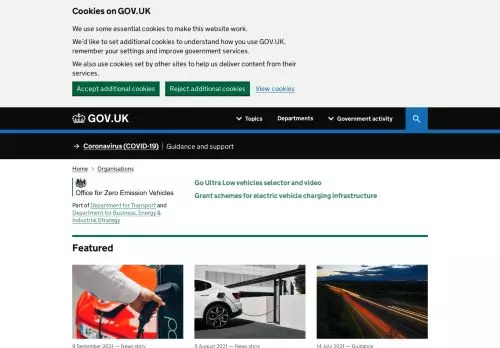 Cookies on GOV.UK
We use some essential cookies to make this website work.
We'd like to set additional cookies to understand how you use GOV.UK,
remember your settings and improve government services.
We also use cookies set by other sites to help us deliver content from their
services.
Accept additional cookies Reject additional cookies View cookies
GOV.UK Topics Departments Government activity
→ Coronavirus (COVID-19) Guidance and support
Home > Organisations
Office for Zero Emission Vehicles
Part of Department for Transport and
Department for Business, Energy &
Industrial Strategy
Go Ultra Low vehicles selector and video
Grant schemes for electric vehicle charging infrastructure
Featured
9 September 2021 — News story 9 August 2021 — News story 14 July 2021 — Guidance